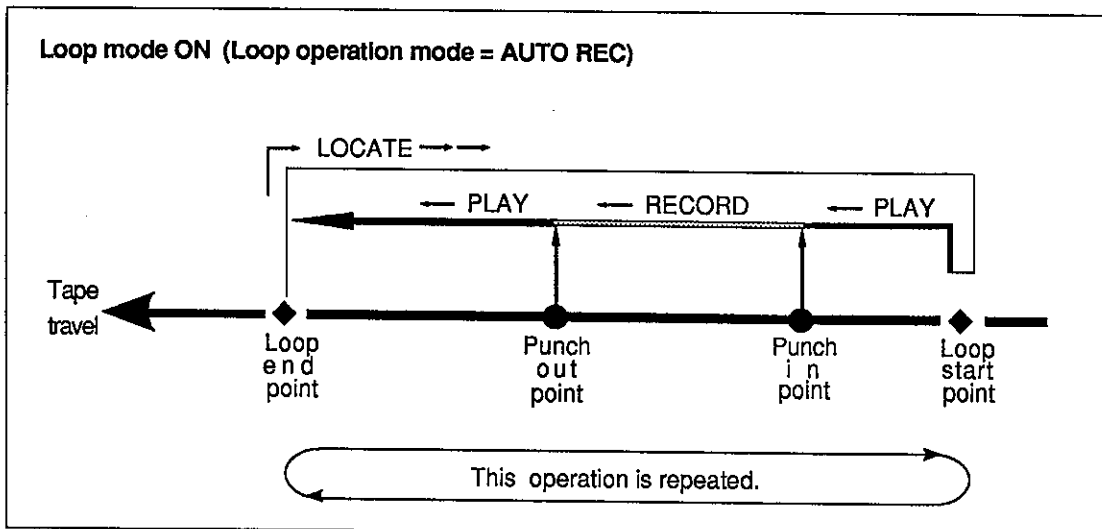 Loop mode ON (Loop operation mode = AUTO REC)
LOCATE
PLAY
RECORD
PLAY
Tape
travel
Loop
end
point
Punch
out
point
Punch
in
point
Loop
start
point
This operation is repeated.